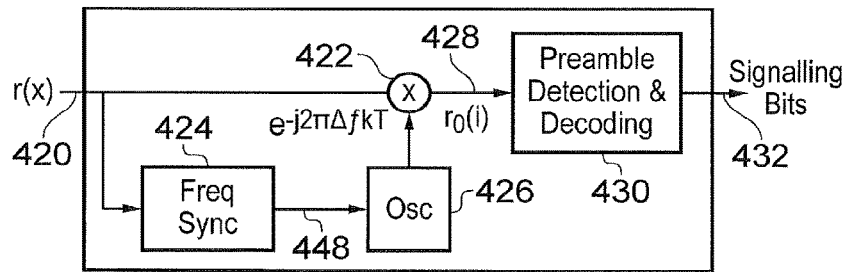 422
428
r(x)
X
e-j2πΔfkT
r₀(i)
Preamble
Detection &
Decoding
Signalling
Bits
420
424
Freq
Sync
448
Osc
426
430
432